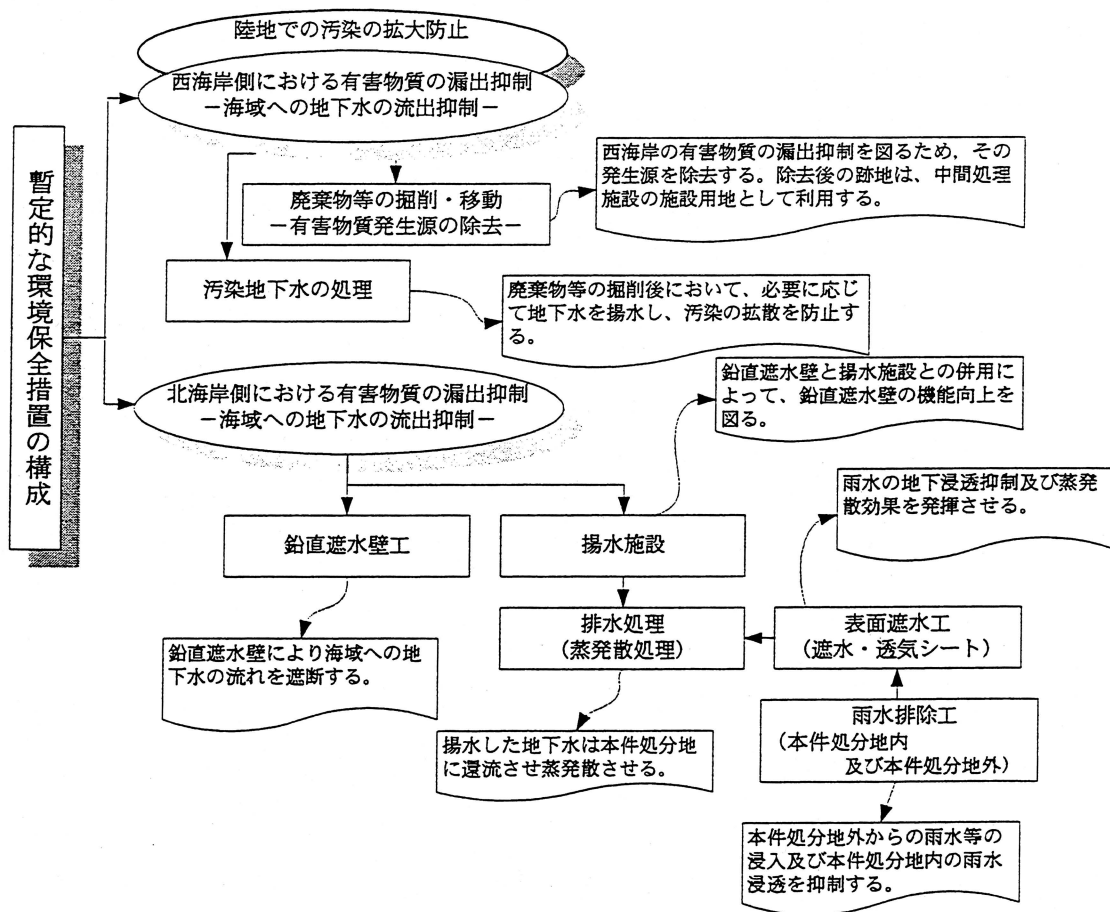 暫定的な環境保全措置の構成
陸地での汚染の拡大防止
西海岸側における有害物質の漏出抑制
－海域への地下水の流出抑制－
廃棄物等の掘削・移動
－有害物質発生源の除去－
西海岸の有害物質の漏出抑制を図るため，その
発生源を除去する。除去後の跡地は、中間処理
施設の施設用地として利用する。
汚染地下水の処理
廃棄物等の掘削後において、必要に応じ
て地下水を揚水し、汚染の拡散を防止す
る。
北海岸側における有害物質の漏出抑制
－海域への地下水の流出抑制－
鉛直遮水壁と揚水施設との併用に
よって、鉛直遮水壁の機能向上を
図る。
雨水の地下浸透抑制及び蒸発
散効果を発揮させる。
鉛直遮水壁工
揚水施設
排水処理
(蒸発散処理)
表面遮水工
（遮水・透気シート）
鉛直遮水壁により海域への地
下水の流れを遮断する。
雨水排除工
（本件処分地内
及び本件処分地外）
揚水した地下水は本件処分地
に還流させ蒸発散させる。
本件処分地外からの雨水等の
浸入及び本件処分地内の雨水
浸透を抑制する。